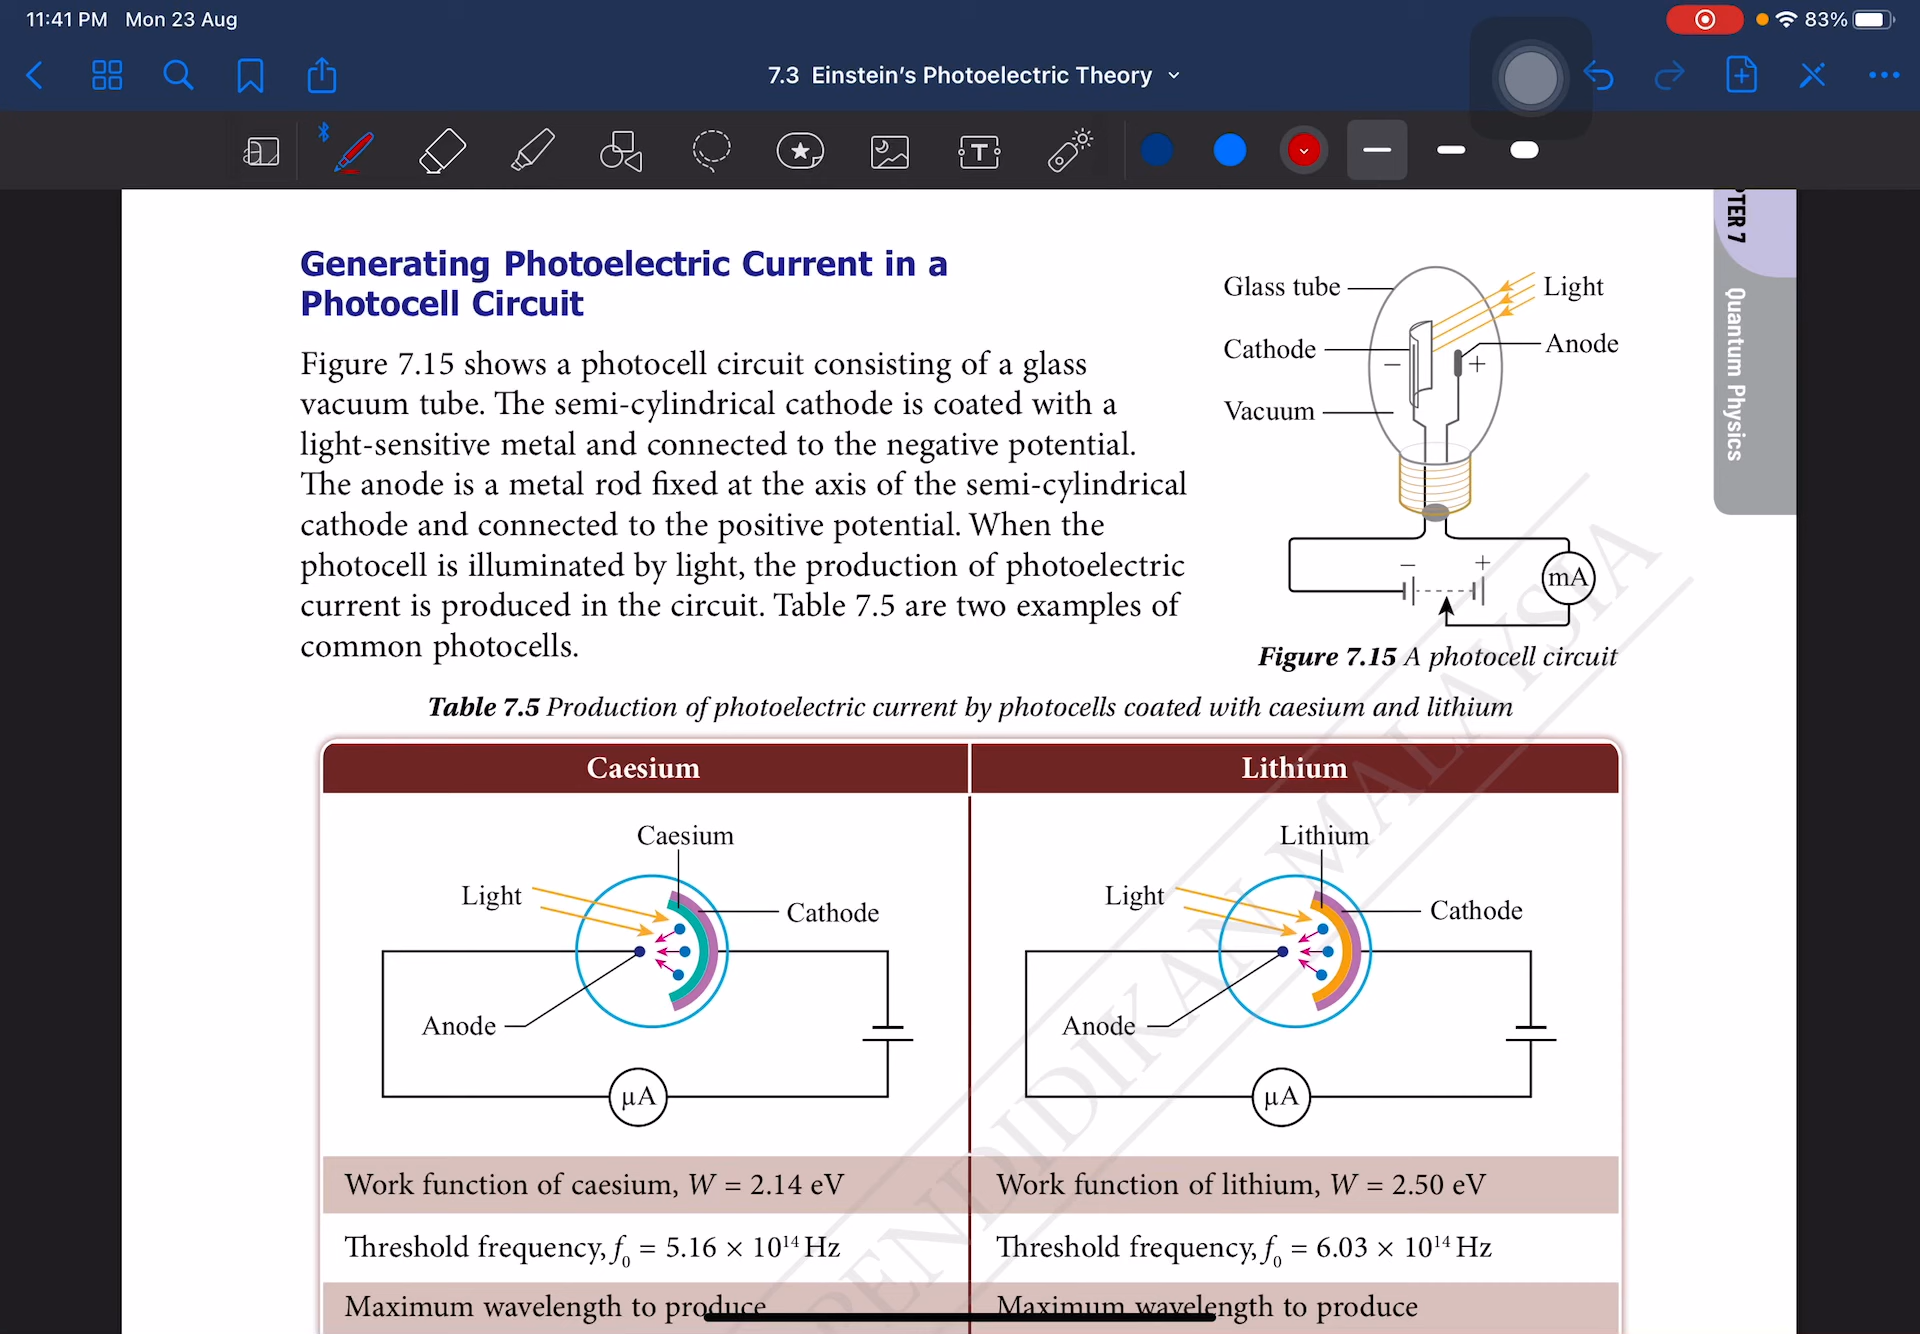 11:41 PM Mon 23 Aug
83%
7.3 Einstein's Photoelectric Theory
T
TER 7
Quantum Physics
Generating Photoelectric Current in a
Photocell Circuit
Figure 7.15 shows a photocell circuit consisting of a glass
vacuum tube. The semi-cylindrical cathode is coated with a
light-sensitive metal and connected to the negative potential.
The anode is a metal rod fixed at the axis of the semi-cylindrical
cathode and connected to the positive potential. When the
photocell is illuminated by light, the production of photoelectric
current is produced in the circuit. Table 7.5 are two examples of
common photocells.
Glass tube
Light
Cathode
Anode
− +
Vacuum
− +
mA
Figure 7.15 A photocell circuit
Table 7.5 Production of photoelectric current by photocells coated with caesium and lithium
Caesium
Lithium
Caesium
Light
Cathode
Anode
μA
Lithium
Light
Cathode
Anode
μA
Work function of caesium, W = 2.14 eV
Work function of lithium, W = 2.50 eV
Threshold frequency, f₀ = 5.16 × 10¹⁴ Hz
Threshold frequency, f₀ = 6.03 × 10¹⁴ Hz
Maximum wavelength to produce
Maximum wavelength to produce
PENDIDIKAN MALAYSIA